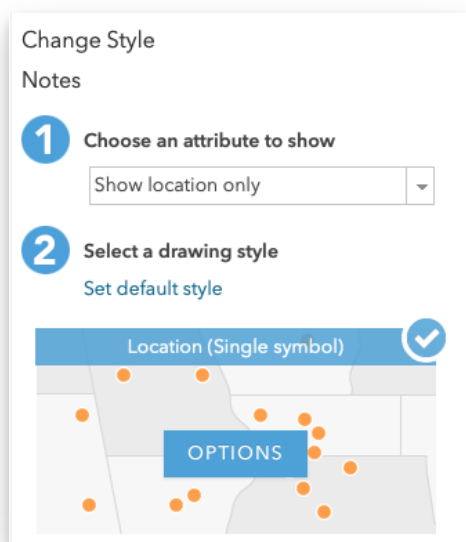 Change Style
Notes
1 Choose an attribute to show
Show location only
2 Select a drawing style
Set default style
Location (Single symbol)
OPTIONS